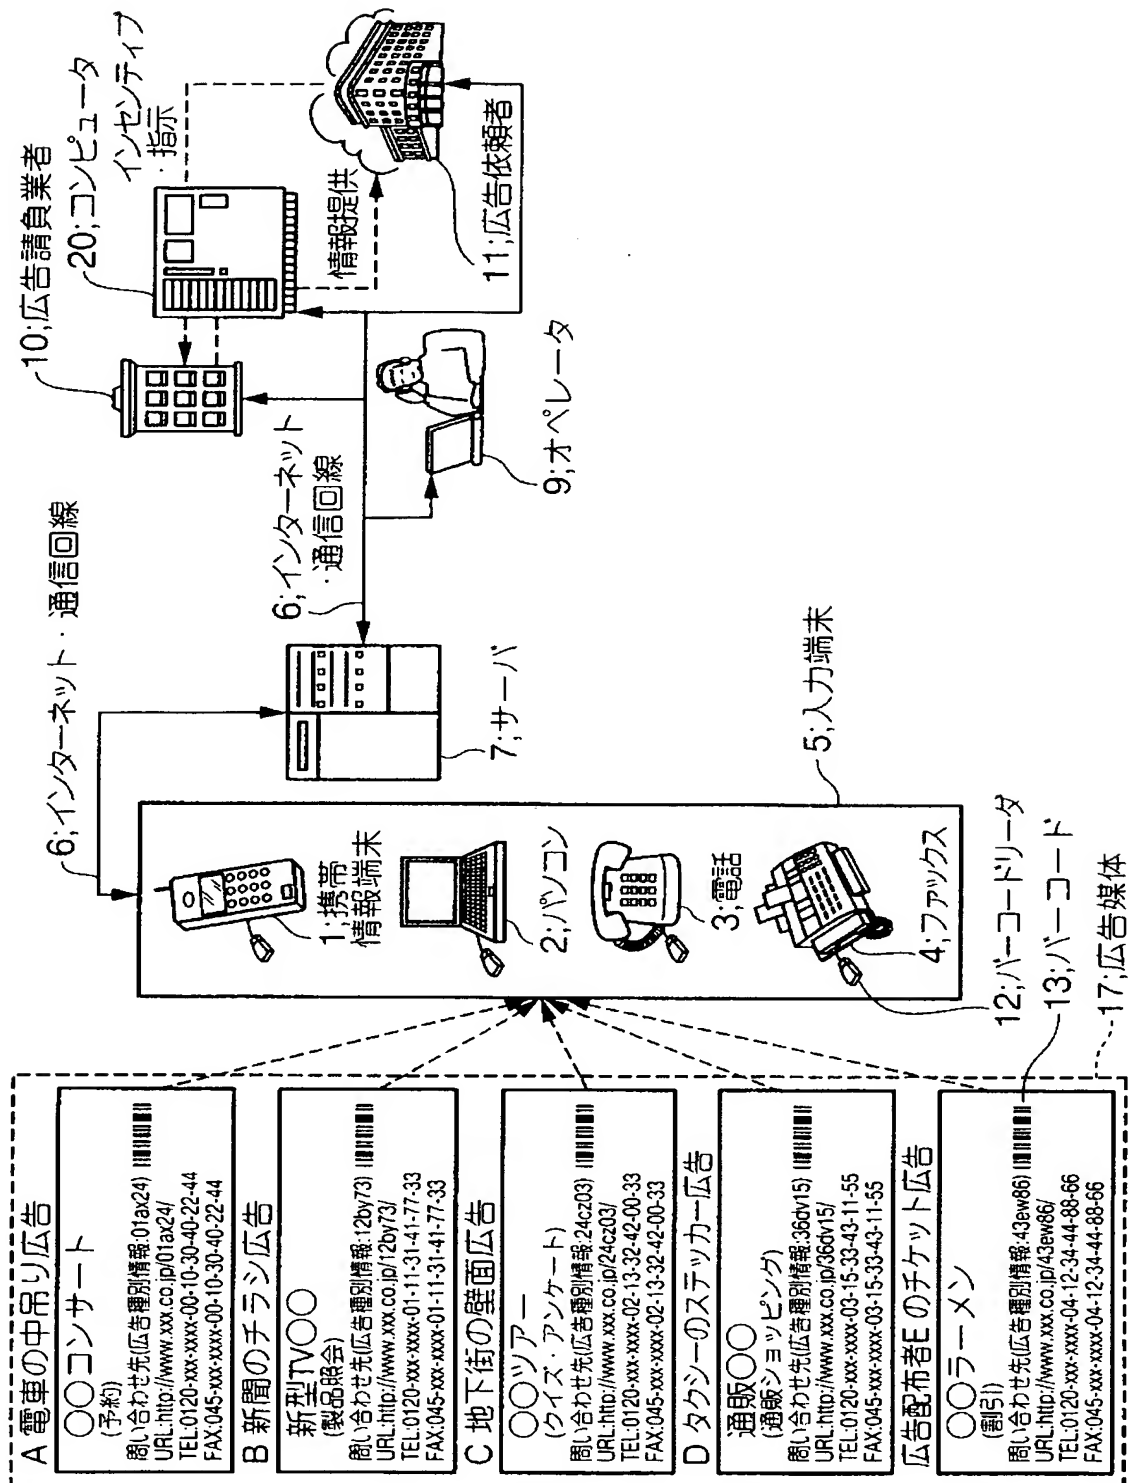 A 電車の中吊り広告
○○コンサート
(予約)
問い合わせ先(広告種別情報:01ax24)
URL:http://www.xxx.co.jp/01ax24/
TEL:0120-xxx-xxxx-00-10-30-40-22-44
FAX:045-xxx-xxxx-00-10-30-40-22-44
B 新聞のチラシ広告
新型TV○○
(製品照会)
問い合わせ先(広告種別情報:12by73)
URL:http://www.xxx.co.jp/12by73/
TEL:0120-xxx-xxxx-01-11-31-41-77-33
FAX:045-xxx-xxxx-01-11-31-41-77-33
C 地下街の壁面広告
○○ツアー
(クイズ・アンケート)
問い合わせ先(広告種別情報:24cz03)
URL:http://www.xxx.co.jp/24cz03/
TEL:0120-xxx-xxxx-02-13-32-42-00-33
FAX:045-xxx-xxxx-02-13-32-42-00-33
D タクシーのステッカー広告
通販○○
(通販ショッピング)
問い合わせ先(広告種別情報:36dv15)
URL:http://www.xxx.co.jp/36dv15/
TEL:0120-xxx-xxxx-03-15-33-43-11-55
FAX:045-xxx-xxxx-03-15-33-43-11-55
広告配布者E のチケット広告
○○ラーメン
(割引)
問い合わせ先(広告種別情報:43ew86)
URL:http://www.xxx.co.jp/43ew86/
TEL:0120-xxx-xxxx-04-12-34-44-88-66
FAX:045-xxx-xxxx-04-12-34-44-88-66
12;バーコードリーダ
13;バーコード
17;広告媒体
1;携帯
情報端末
2;パソコン
3;電話
4;ファックス
5;入力端末
6;インターネット・通信回線
7;サーバ
6;インターネット
・通信回線
9;オペレータ
10;広告請負業者
20;コンピュータ
インセンティブ
・指示
情報提供
11;広告依頼者